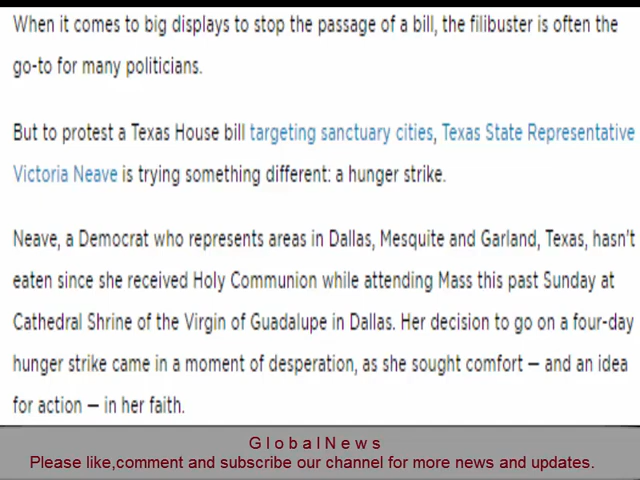 When it comes to big displays to stop the passage of a bill, the filibuster is often the
go-to for many politicians.
But to protest a Texas House bill targeting sanctuary cities, Texas State Representative
Victoria Neave is trying something different: a hunger strike.
Neave, a Democrat who represents areas in Dallas, Mesquite and Garland, Texas, hasn't
eaten since she received Holy Communion while attending Mass this past Sunday at
Cathedral Shrine of the Virgin of Guadalupe in Dallas. Her decision to go on a four-day
hunger strike came in a moment of desperation, as she sought comfort — and an idea
for action — in her faith.
G l o b a l N e w s
Please like,comment and subscribe our channel for more news and updates.